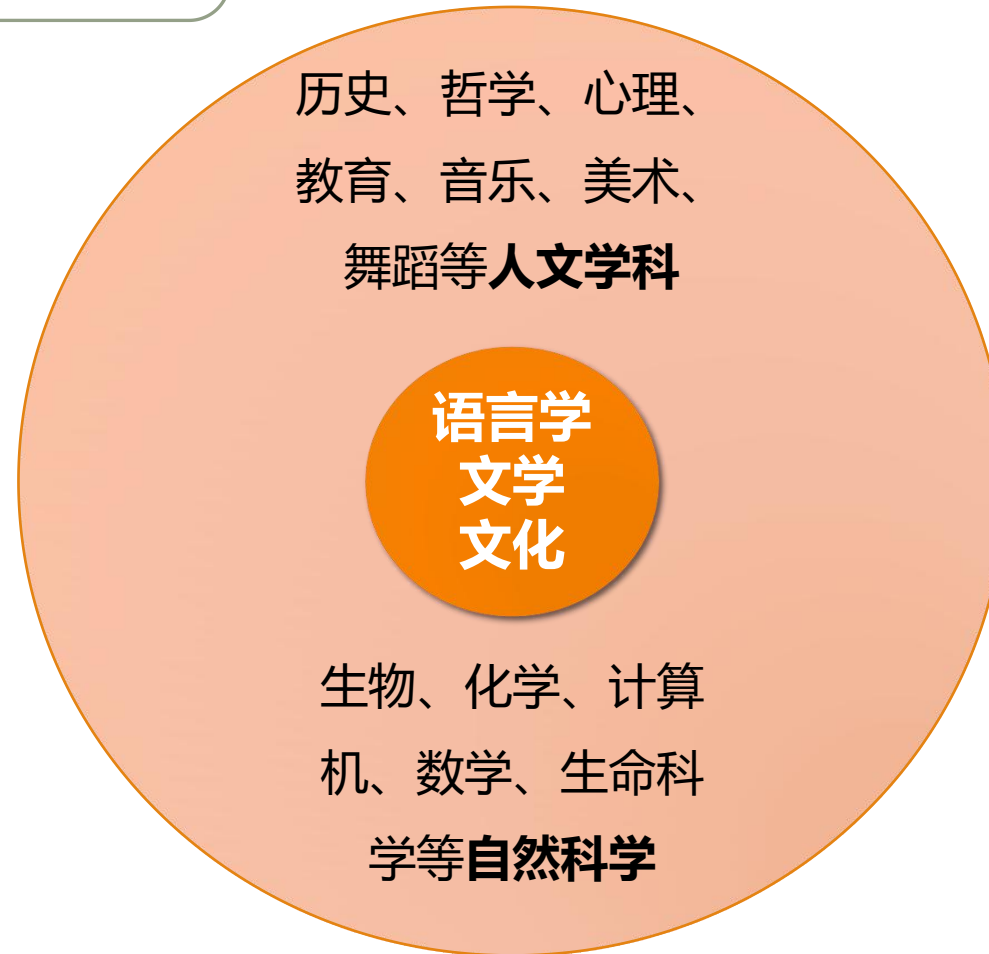 历史、哲学、心理、
教育、音乐、美术、
舞蹈等人文学科
语言学
文学
文化
生物、化学、计算
机、数学、生命科
学等自然科学